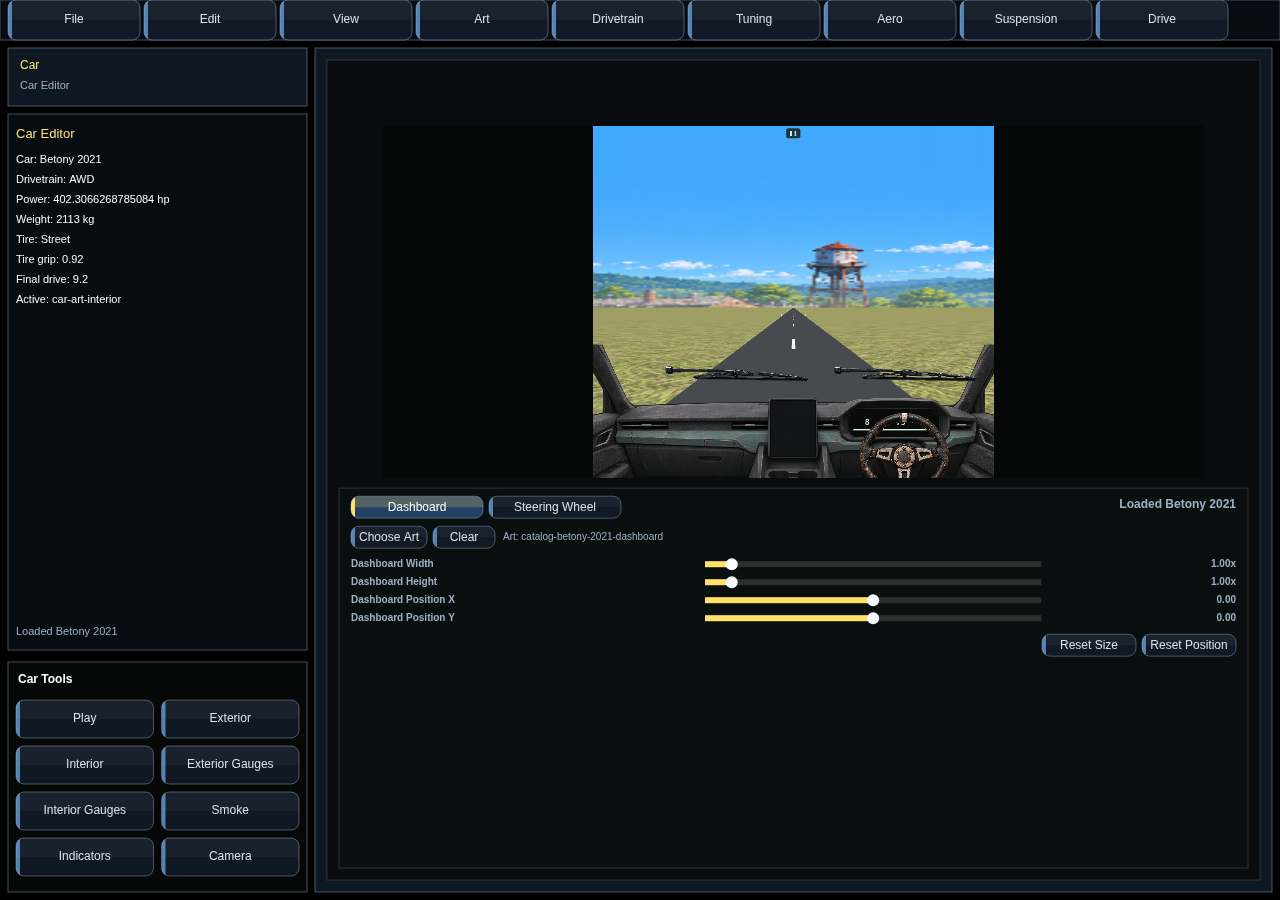 File Edit View Art Drivetrain Tuning Aero Suspension Drive
Car
Car Editor
Car Editor
Car: Betony 2021
Drivetrain: AWD
Power: 402.3066268785084 hp
Weight: 2113 kg
Tire: Street
Tire grip: 0.92
Final drive: 9.2
Active: car-art-interior
Loaded Betony 2021
Car Tools
Play Exterior
Interior Exterior Gauges
Interior Gauges Smoke
Indicators Camera
8
Dashboard Steering Wheel Loaded Betony 2021
Choose Art Clear Art: catalog-betony-2021-dashboard
Dashboard Width 1.00x
Dashboard Height 1.00x
Dashboard Position X 0.00
Dashboard Position Y 0.00
Reset Size Reset Position